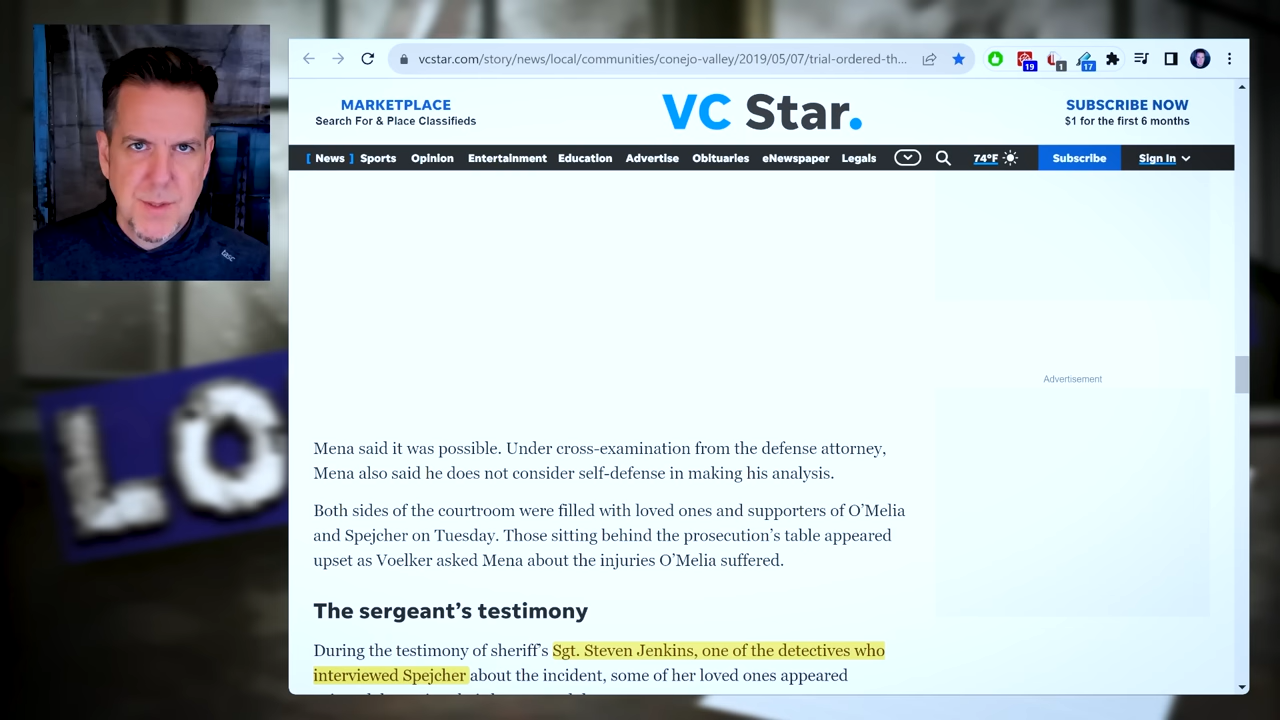 vcstar.com/story/news/local/communities/conejo-valley/2019/05/07/trial-ordered-th...
19
1
17
MARKETPLACE
Search For & Place Classifieds
VC Star.
SUBSCRIBE NOW
$1 for the first 6 months
[ News ] Sports Opinion Entertainment Education Advertise Obituaries eNewspaper Legals 74°F Subscribe Sign In
Advertisement
Mena said it was possible. Under cross-examination from the defense attorney,
Mena also said he does not consider self-defense in making his analysis.
Both sides of the courtroom were filled with loved ones and supporters of O’Melia
and Spejcher on Tuesday. Those sitting behind the prosecution’s table appeared
upset as Voelker asked Mena about the injuries O’Melia suffered.
The sergeant’s testimony
During the testimony of sheriff’s Sgt. Steven Jenkins, one of the detectives who
interviewed Spejcher about the incident, some of her loved ones appeared
tasc
LO